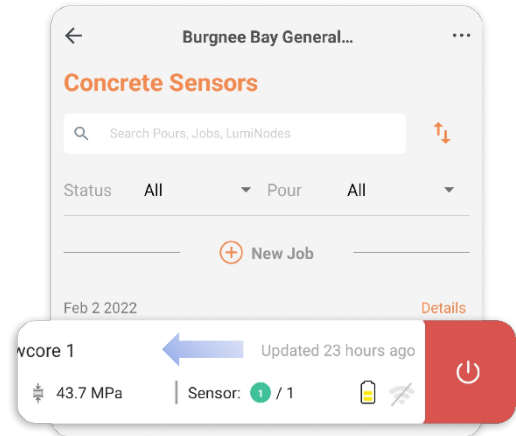 Burgnee Bay General...
Concrete Sensors
Search Pours, Jobs, LumiNodes
Status All Pour All
New Job
Feb 2 2022 Details
wcore 1 Updated 23 hours ago
43.7 MPa Sensor: 1 / 1